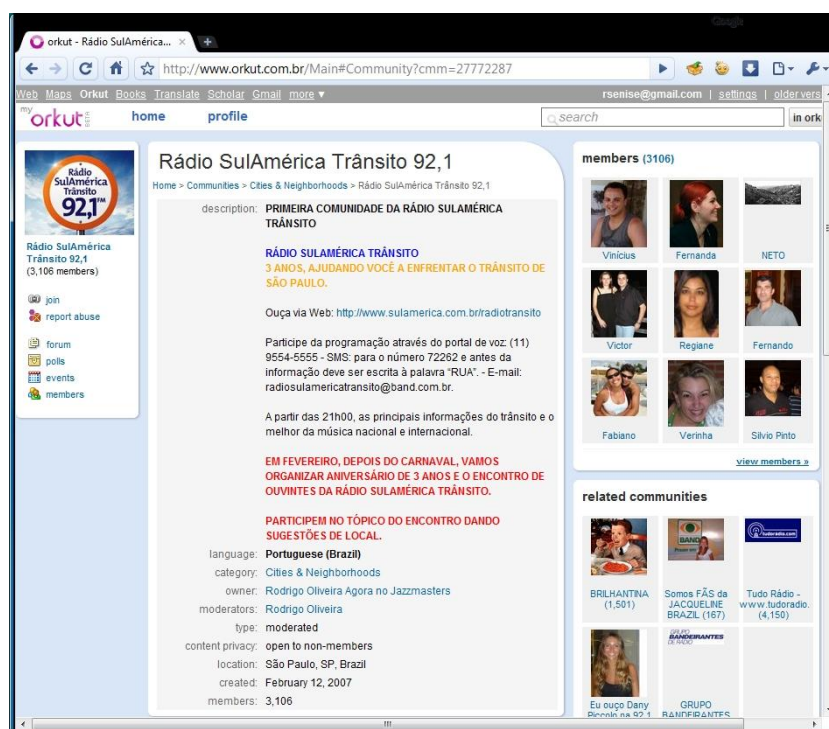 Google
orkut - Rádio SulAmérica...
http://www.orkut.com.br/Main#Community?cmm=27772287
Web Maps Orkut Books Translate Scholar Gmail more ▼
rsenise@gmail.com | settings | older vers
my orkut BETA
home profile
search
in ork
Rádio
SulAmérica
Trânsito
92,1 FM
Rádio SulAmérica
Trânsito 92,1
(3,106 members)
join
report abuse
forum
polls
events
members
Rádio SulAmérica Trânsito 92,1
Home > Communities > Cities & Neighborhoods > Rádio SulAmérica Trânsito 92,1
description: PRIMEIRA COMUNIDADE DA RÁDIO SULAMÉRICA
TRÂNSITO
RÁDIO SULAMÉRICA TRÂNSITO
3 ANOS, AJUDANDO VOCÊ A ENFRENTAR O TRÂNSITO DE
SÃO PAULO.
Ouça via Web: http://www.sulamerica.com.br/radiotransito
Participe da programação através do portal de voz: (11)
9554-5555 - SMS: para o número 72262 e antes da
informação deve ser escrita à palavra "RUA". - E-mail:
radiosulamericatransito@band.com.br.
A partir das 21h00, as principais informações do trânsito e o
melhor da música nacional e internacional.
EM FEVEREIRO, DEPOIS DO CARNAVAL, VAMOS
ORGANIZAR ANIVERSÁRIO DE 3 ANOS E O ENCONTRO DE
OUVINTES DA RÁDIO SULAMÉRICA TRÂNSITO.
PARTICIPEM NO TÓPICO DO ENCONTRO DANDO
SUGESTÕES DE LOCAL.
language: Portuguese (Brazil)
category: Cities & Neighborhoods
owner: Rodrigo Oliveira Agora no Jazzmasters
moderators: Rodrigo Oliveira
type: moderated
content privacy: open to non-members
location: São Paulo, SP, Brazil
created: February 12, 2007
members: 3,106
members (3106)
Vinícius Fernanda NETO
Victor Regiane Fernando
Fabiano Verinha Silvio Pinto
view members »
related communities
BAND
tudoradio.com
BRILHANTINA
(1,501)
Somos FÃS da
JACQUELINE
BRAZIL (167)
Tudo Rádio -
www.tudoradio.
(4,150)
GRUPO
BANDEIRANTES
DE RÁDIO
Eu ouço Dany
Piccolo na 92,1
GRUPO
BANDEIRANTES